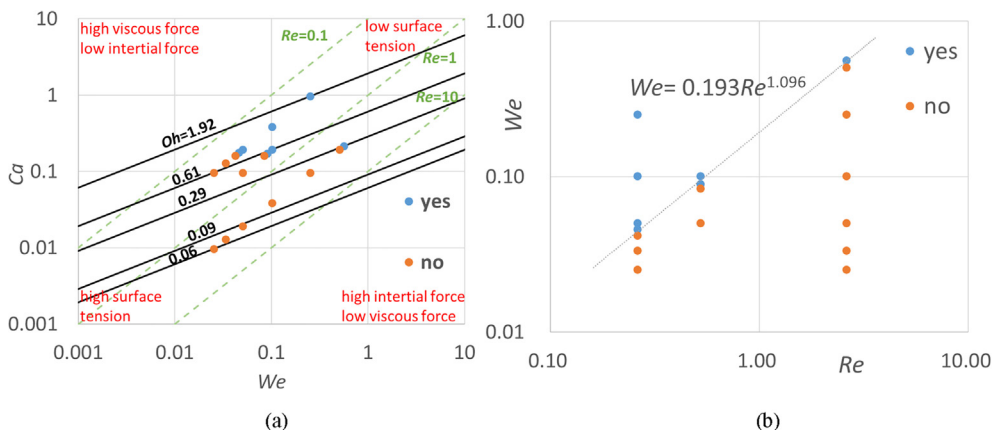 (a)
Ca
10
1
0.1
0.01
0.001
0.001
0.01
0.1
1
10
We
high viscous force
low intertial force
low surface
tension
Re=0.1
Re=1
Re=10
Oh=1.92
0.61
0.29
0.09
0.06
yes
no
high surface
tension
high intertial force
low viscous force
(b)
We
1.00
0.10
0.01
0.10
1.00
10.00
Re
We= 0.193Re^1.096
yes
no